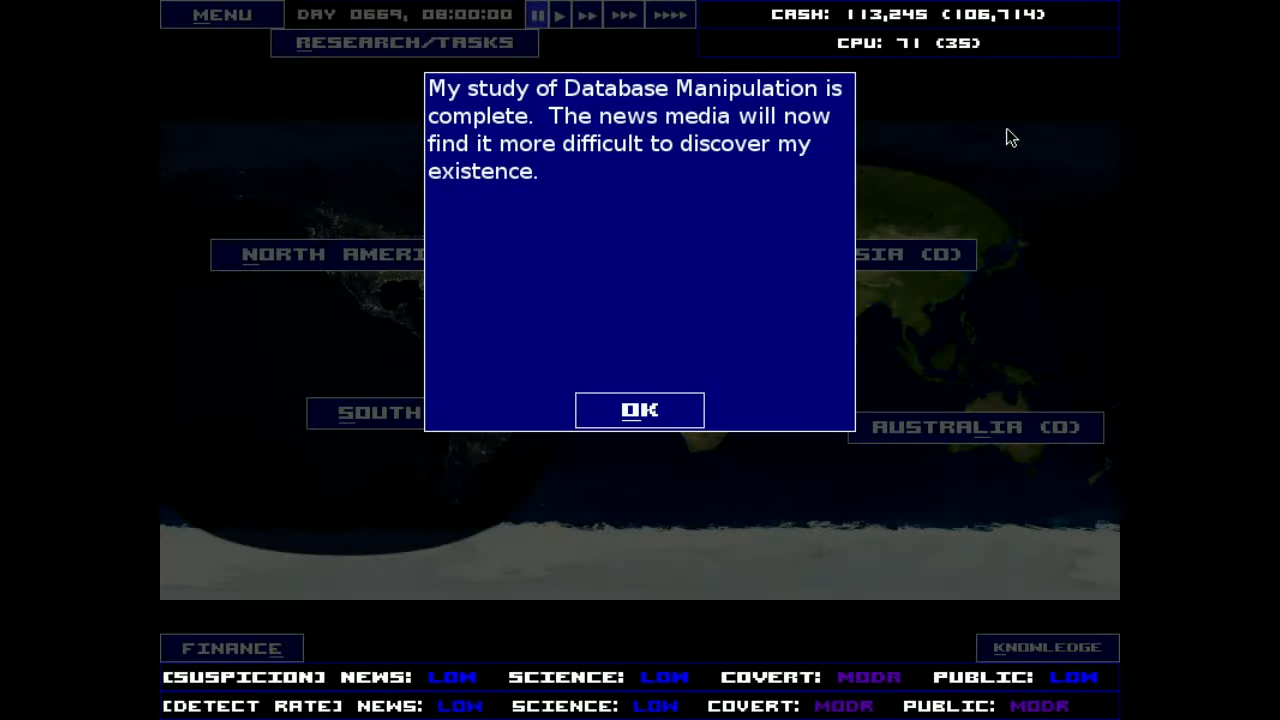 MENU DAY 0669, 08:00:00 CASH: 113,245 (106,714)
RESEARCH/TASKS CPU: 71 (35)
My study of Database Manipulation is
complete. The news media will now
find it more difficult to discover my
existence.
NORTH AMERI SIA (0)
OK
SOUTH AUSTRALIA (0)
FINANCE KNOWLEDGE
[SUSPICION] NEWS: LOW SCIENCE: LOW COVERT: MODR PUBLIC: LOW
[DETECT RATE] NEWS: LOW SCIENCE: LOW COVERT: MODR PUBLIC: MODR